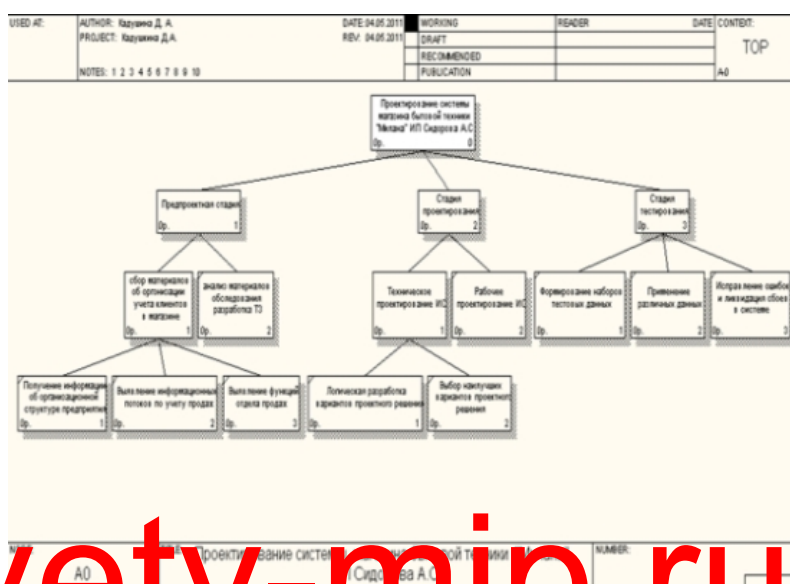 USED AT:
AUTHOR: Кадушкина Д. А.
DATE: 04.05.2011
WORKING
READER
DATE
CONTEXT:
PROJECT: Кадушкина Д.А.
REV: 04.05.2011
DRAFT
TOP
RECOMMENDED
NOTES: 1 2 3 4 5 6 7 8 9 10
PUBLICATION
A-0
Проектирование системы
магазина бытовой техники
"Милана" ИП Сидорова А.С
0р. 0
Предпроектная стадия
0р. 1
Стадия
проектирования
0р. 2
Стадия
тестирования
0р. 3
сбор материалов
об организации
учета клиентов
в магазине
0р. 1
анализ материалов
обследования
разработка ТЗ
0р. 2
Техническое
проектирование ИС
0р. 1
Рабочее
проектирование ИС
0р. 2
Формирование наборов
тестовых данных
0р. 1
Применение
различных данных
0р. 2
Исправление ошибок
и ликвидация сбоев
в системе
0р. 3
Получение информации
об организационной
структуре предприятия
0р. 1
Выявление информационных
потоков по учету продаж
0р. 2
Выявление функций
отдела продаж
0р. 3
Логическая разработка
вариантов проектного решения
0р. 1
Выбор наилучших
вариантов проектного
решения
0р. 2
A0
Проектирование системы
NUMBER:
vety-mip.ru